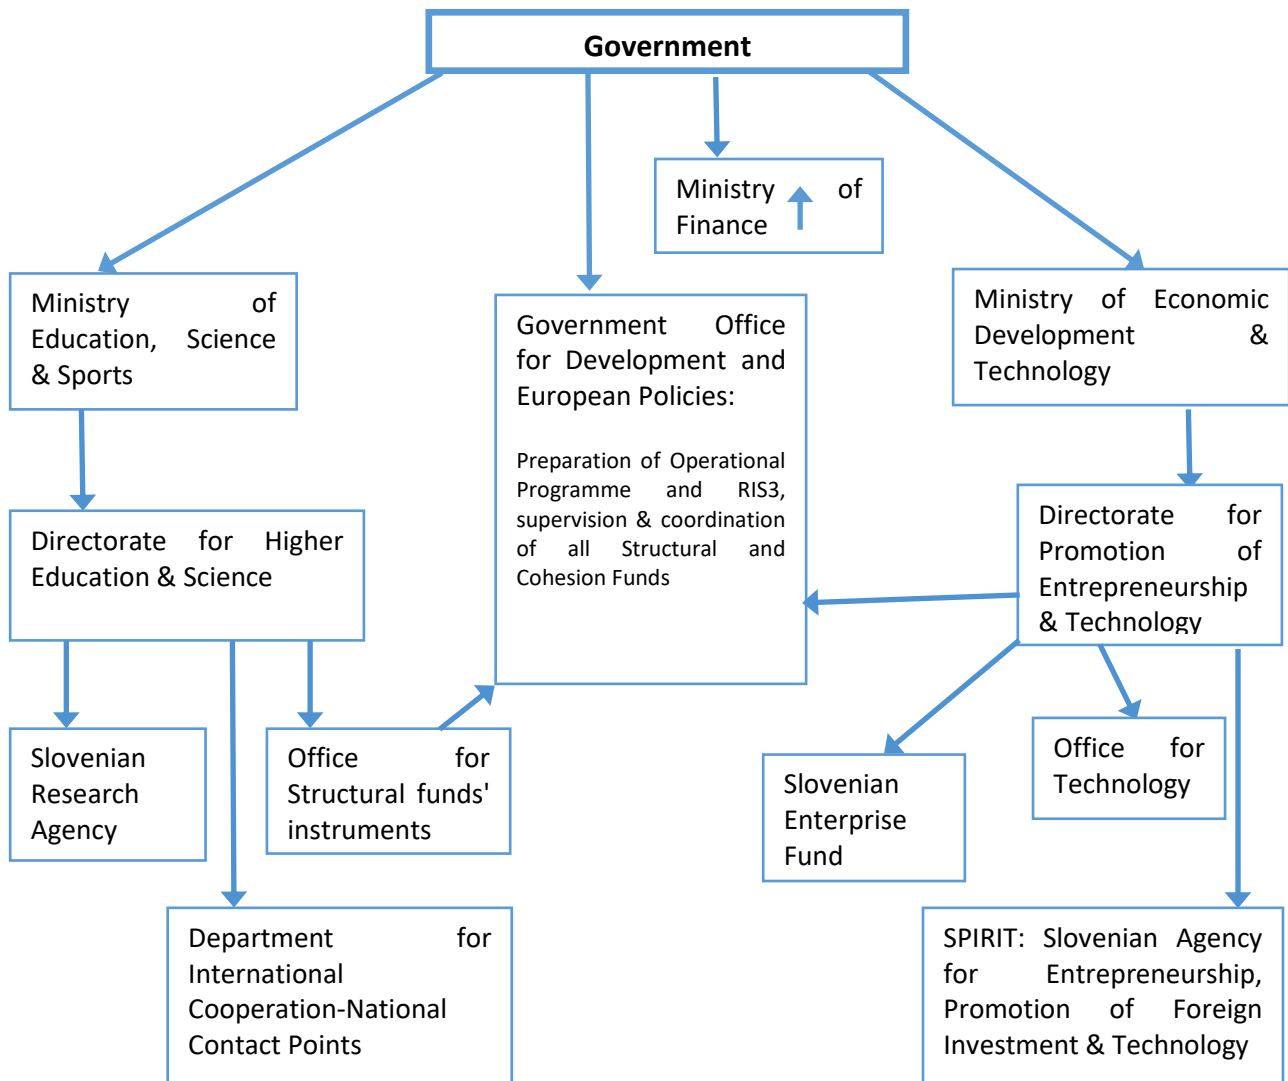 Government
Ministry of
Finance
Ministry of
Education, Science
& Sports
Government Office
for Development and
European Policies:
Preparation of Operational
Programme and RIS3,
supervision & coordination
of all Structural and
Cohesion Funds
Ministry of Economic
Development &
Technology
Directorate for Higher
Education & Science
Directorate for
Promotion of
Entrepreneurship
& Technology
Slovenian
Research
Agency
Office for
Structural funds'
instruments
Slovenian
Enterprise
Fund
Office for
Technology
Department for
International
Cooperation-National
Contact Points
SPIRIT: Slovenian Agency
for Entrepreneurship,
Promotion of Foreign
Investment & Technology